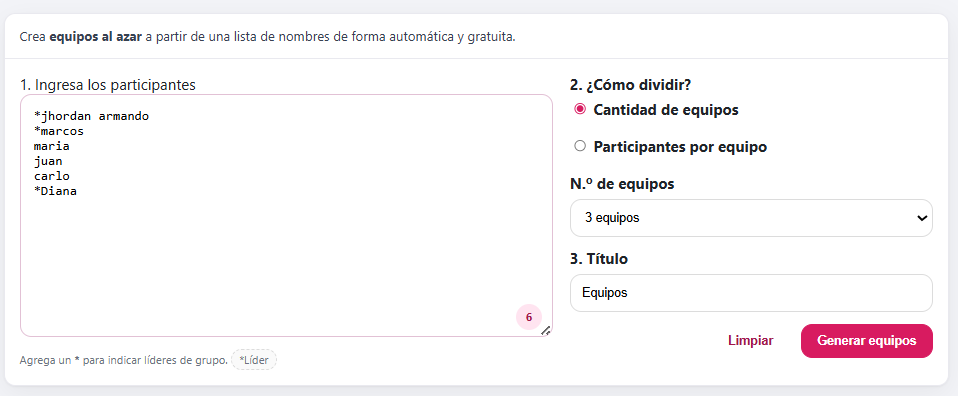 Crea equipos al azar a partir de una lista de nombres de forma automática y gratuita.
1. Ingresa los participantes
*jhordan armando
*marcos
maria
juan
carlo
*Diana
6
Agrega un * para indicar líderes de grupo. *Líder
2. ¿Cómo dividir?
Cantidad de equipos
Participantes por equipo
N.º de equipos
3 equipos
3. Título
Equipos
Limpiar
Generar equipos